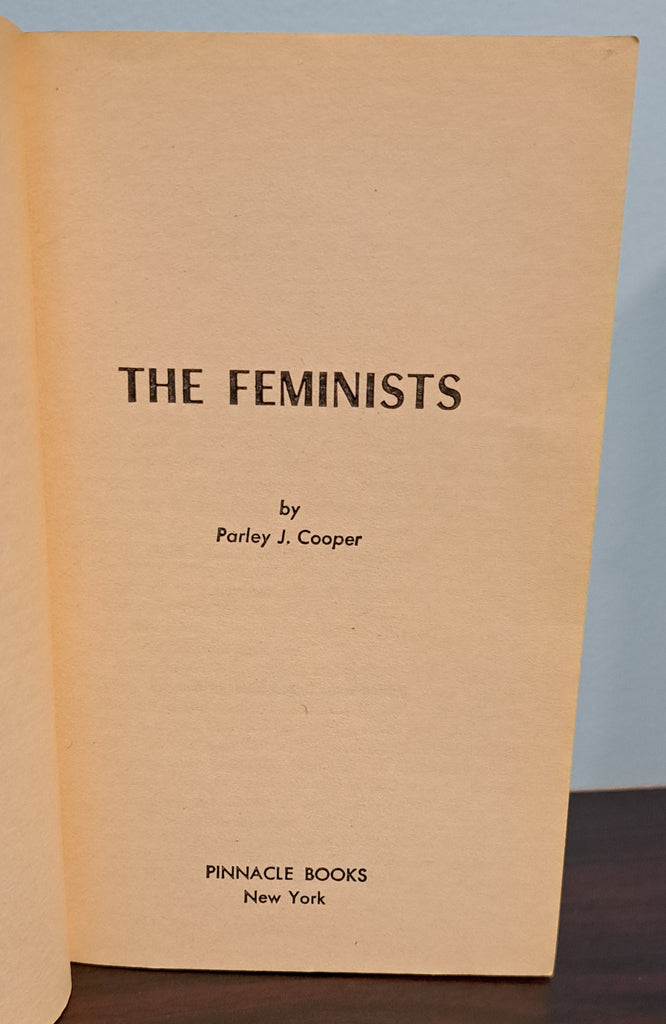 THE FEMINISTS
by
Parley J. Cooper
PINNACLE BOOKS
New York